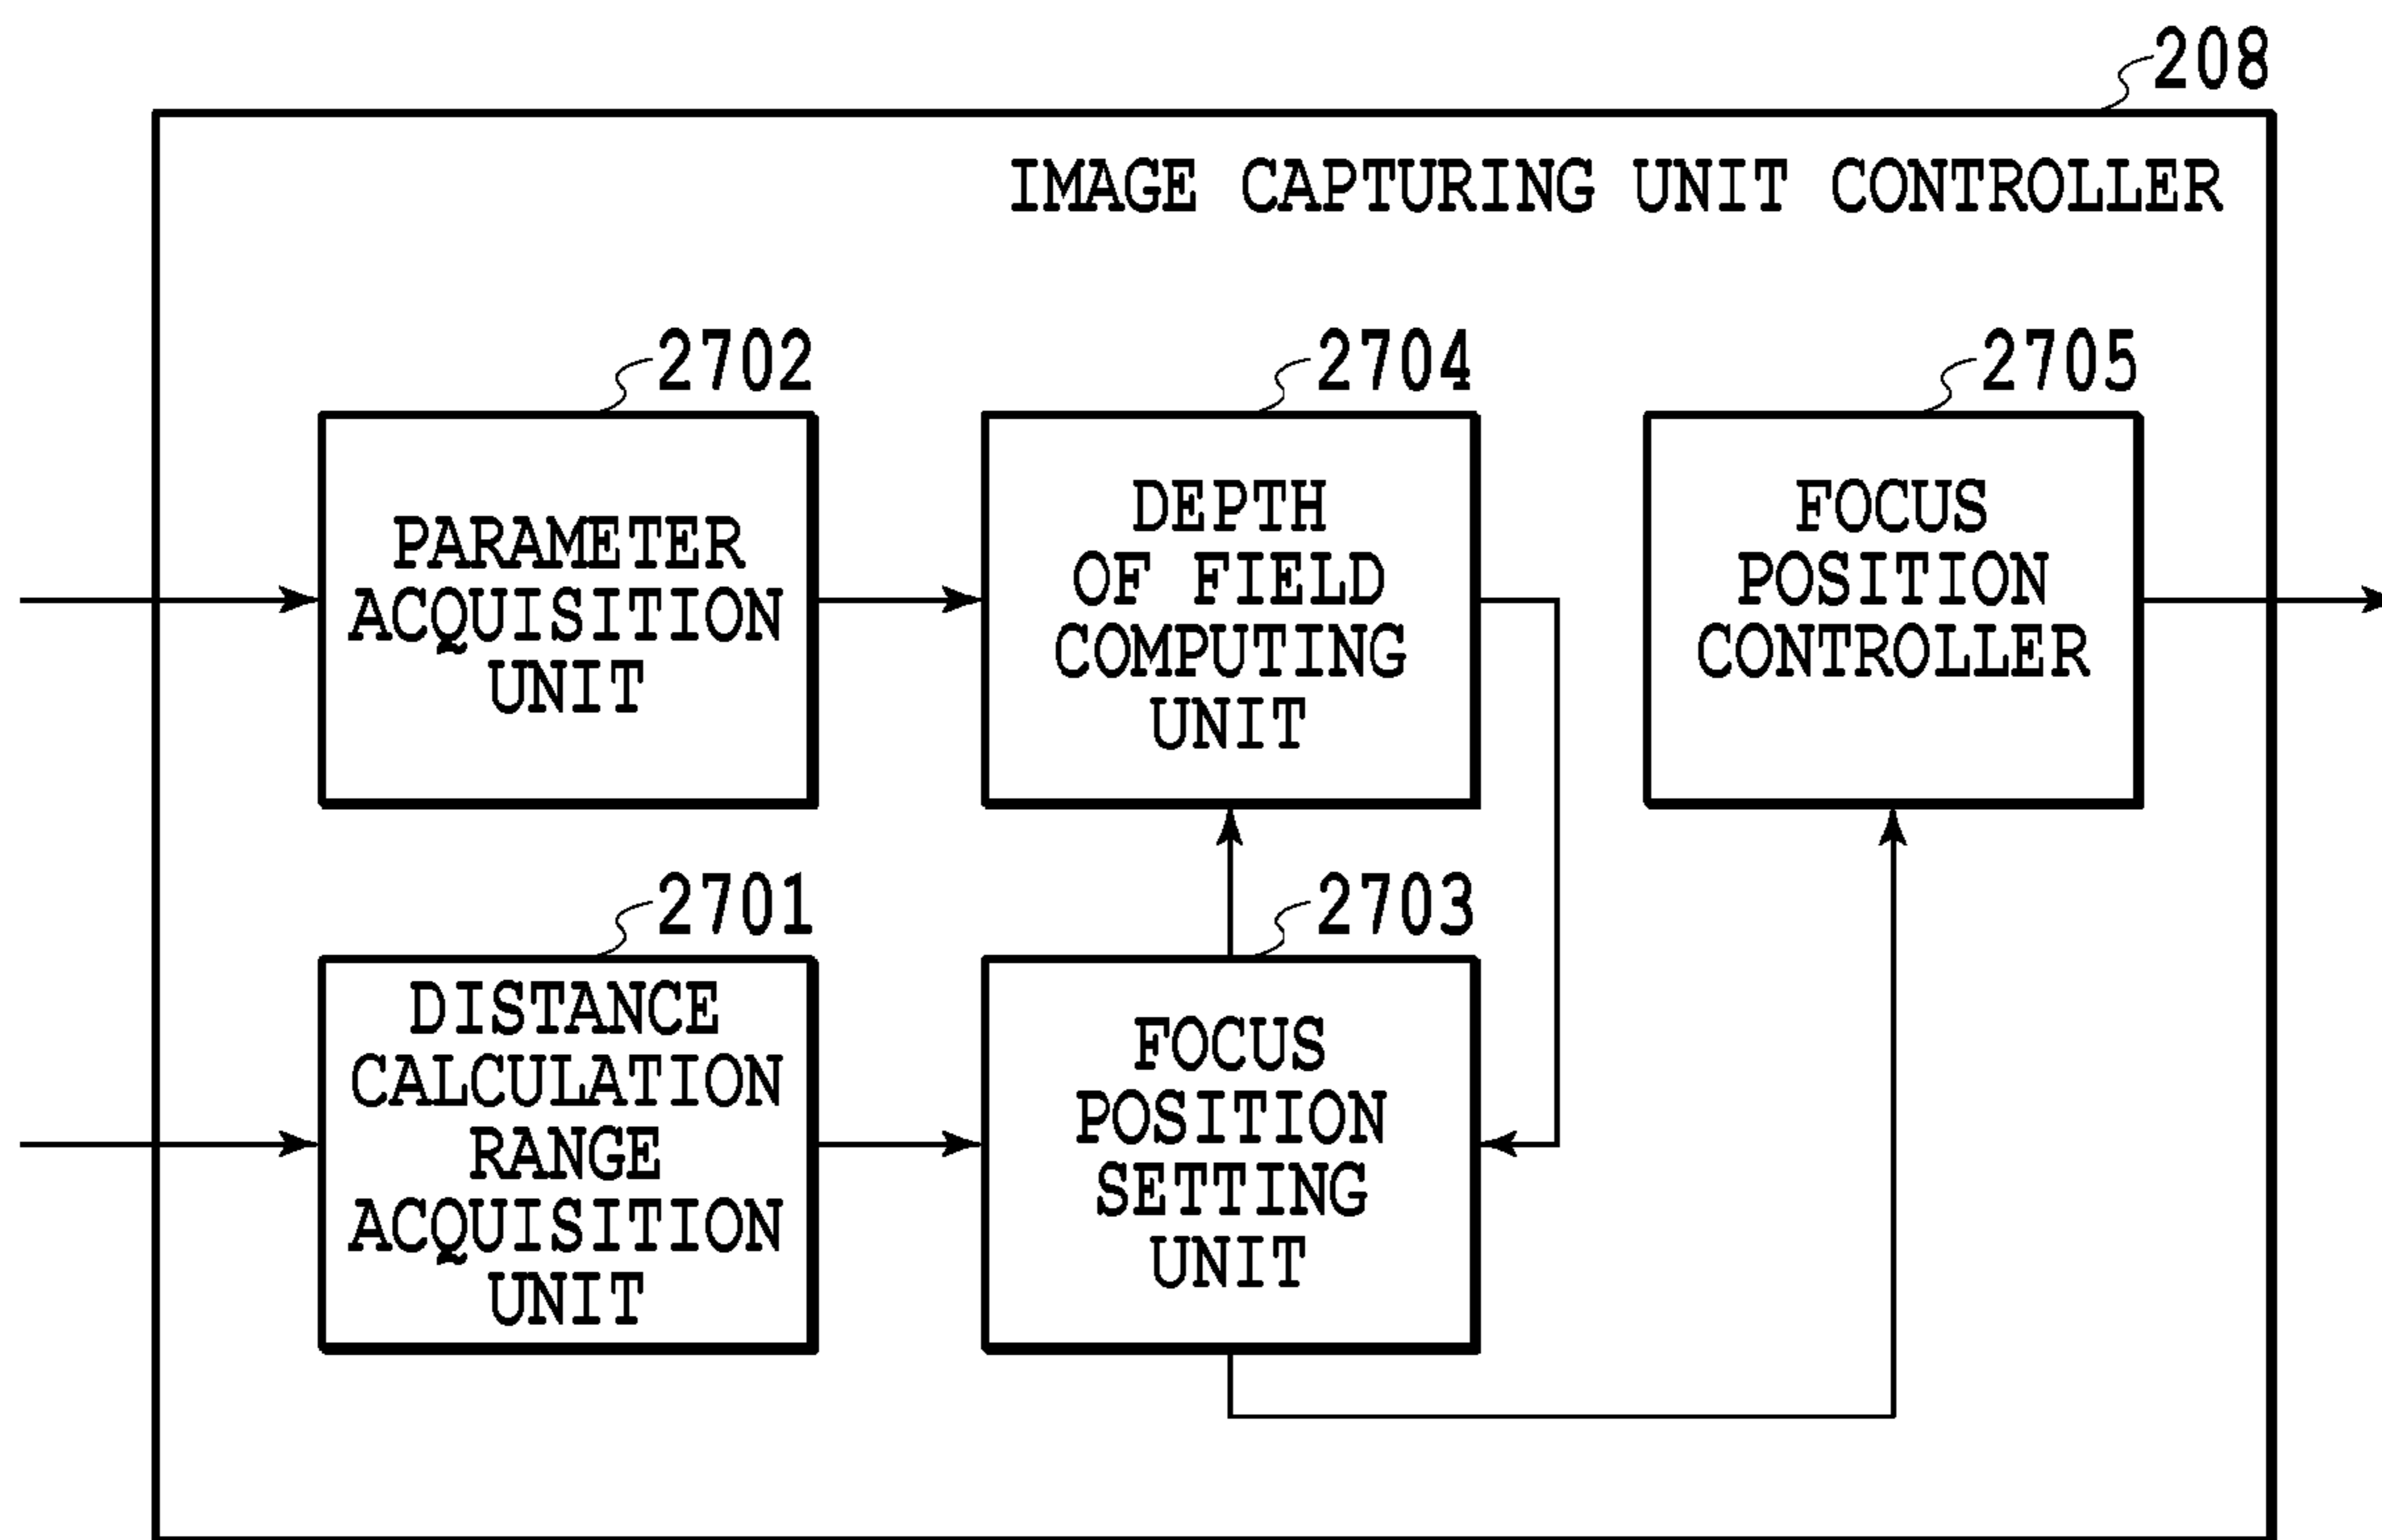 208
IMAGE CAPTURING UNIT CONTROLLER
2702
PARAMETER
ACQUISITION
UNIT
2704
DEPTH
OF FIELD
COMPUTING
UNIT
2705
FOCUS
POSITION
CONTROLLER
2701
DISTANCE
CALCULATION
RANGE
ACQUISITION
UNIT
2703
FOCUS
POSITION
SETTING
UNIT